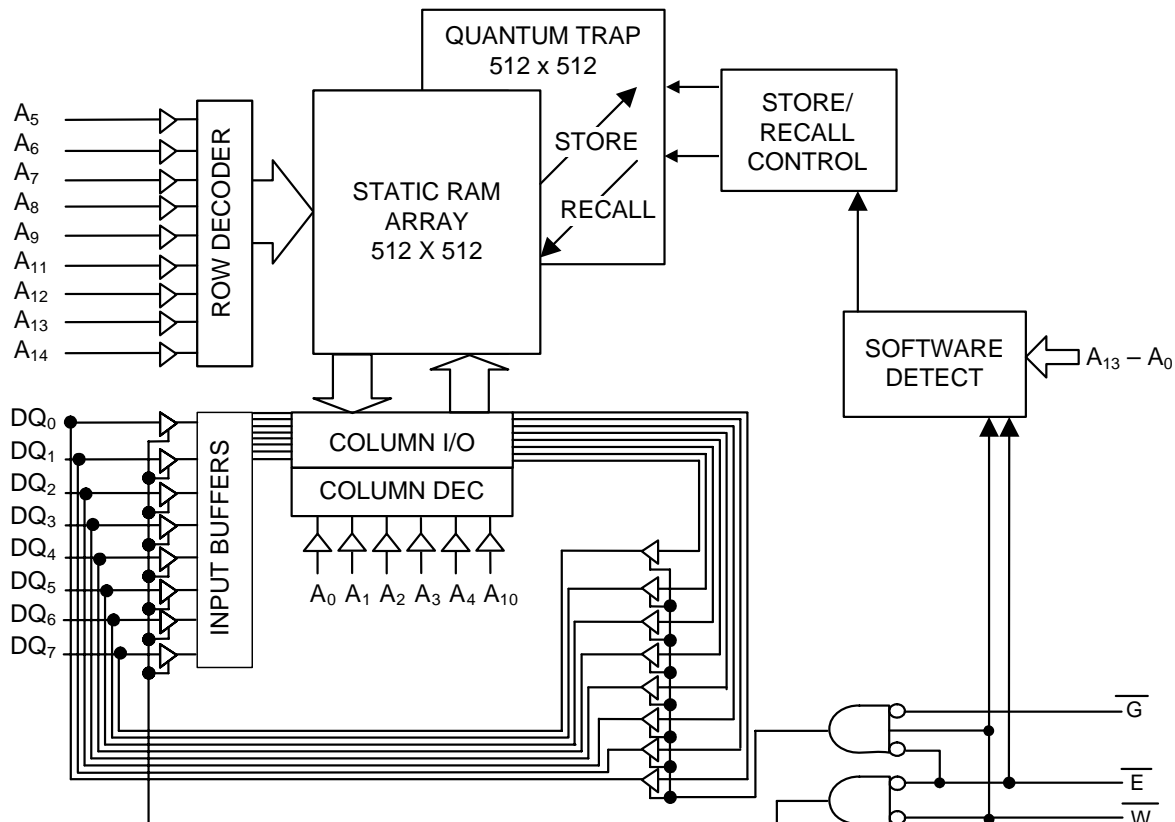 QUANTUM TRAP
512 x 512
STORE/
RECALL
CONTROL
STORE
RECALL
STATIC RAM
ARRAY
512 X 512
A5
A6
A7
A8
A9
A11
A12
A13
A14
ROW DECODER
SOFTWARE
DETECT
A13 – A0
DQ0
DQ1
DQ2
DQ3
DQ4
DQ5
DQ6
DQ7
INPUT BUFFERS
COLUMN I/O
COLUMN DEC
A0 A1 A2 A3 A4 A10
G̅
E̅
W̅